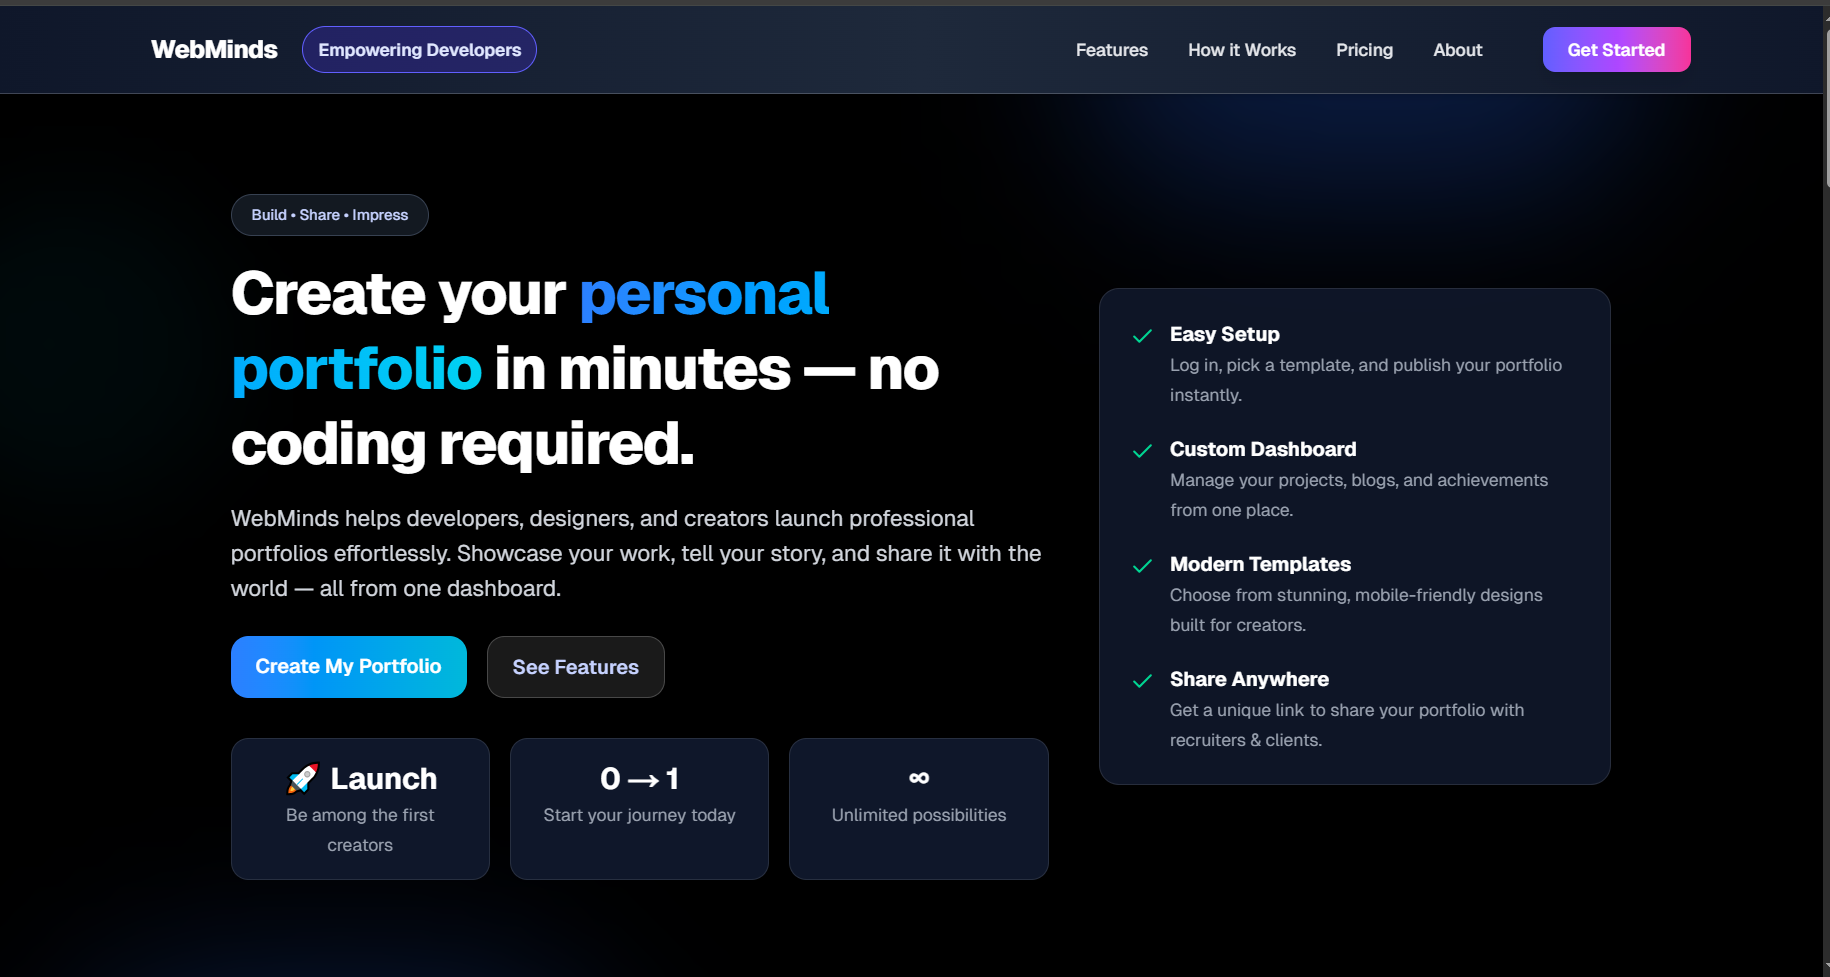 WebMinds
Empowering Developers
Features
How it Works
Pricing
About
Get Started
Build • Share • Impress
Create your personal
portfolio in minutes — no
coding required.
WebMinds helps developers, designers, and creators launch professional
portfolios effortlessly. Showcase your work, tell your story, and share it with the
world — all from one dashboard.
Create My Portfolio
See Features
🚀 Launch
Be among the first
creators
0 → 1
Start your journey today
∞
Unlimited possibilities
Easy Setup
Log in, pick a template, and publish your portfolio
instantly.
Custom Dashboard
Manage your projects, blogs, and achievements
from one place.
Modern Templates
Choose from stunning, mobile-friendly designs
built for creators.
Share Anywhere
Get a unique link to share your portfolio with
recruiters & clients.